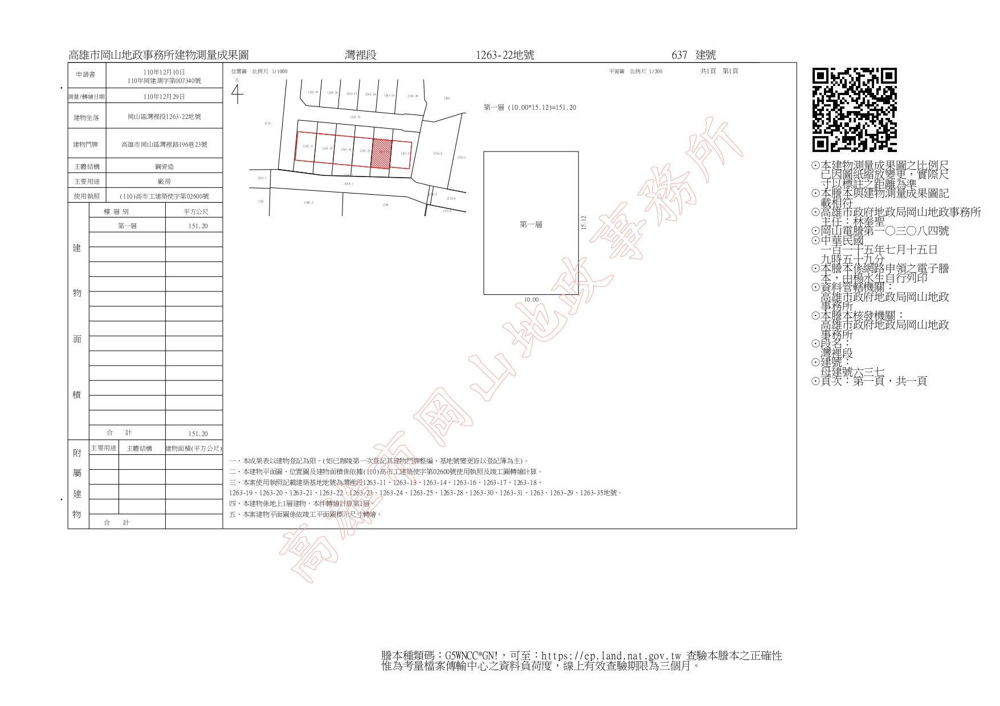 高雄市岡山地政事務所建物測量成果圖 灣裡段 1263-22地號 637 建號
申請書 110年12月10日
110年岡建測字第007340號
測量/轉繪日期 110年12月29日
建物坐落 岡山區灣裡段1263-22地號
建物門牌 高雄市岡山區灣裡路196巷23號
主體結構 鋼骨造
主要用途 廠房
使用執照 (110)高市工建築使字第02600號
建物面積
樓層別 平方公尺
第一層 151.20
合計 151.20
附屬建物
主要用途 主體結構 建物面積(平方公尺)
合計
位置圖 比例尺 1/1000
北
平面圖 比例尺 1/200 共1頁 第1頁
第一層 (10.00*15.12)=151.20
第一層
15.12
10.00
1263-16
1263-17
1263-18
1263-19
1263-20
1263-35
1263-31
1263-25
1263-24
1263-23
1276-4
1284-1
1284-3
1284
一、本成果表以建物登記為限。(如已辦竣第一次登記其建物門牌整編，基地號變更皆以登記簿為主)。
二、本建物平面圖、位置圖及建物面積係依據(110)高市工建築使字第02600號使用執照及竣工圖轉繪計算。
三、本案使用執照記載建築基地地號為灣裡段1263-11、1263-13、1263-14、1263-16、1263-17、1263-18、
1263-19、1263-20、1263-21、1263-22、1263-23、1263-24、1263-25、1263-28、1263-30、1263-31、1263、1263-29、1263-35地號。
四、本建物係地上1層建物，本件轉繪計算第1層。
五、本案建物平面圖係依竣工平面圖標示尺寸轉繪。
高雄市岡山地政事務所
⊙本建物測量成果圖之比例尺
已因圖紙縮放變更，實際尺
寸以標註之距離為準
⊙本謄本與建物測量成果圖記
載相符
⊙高雄市政府地政局岡山地政事務所
主任：林泰聖
⊙岡山電謄第一〇三〇八四號
⊙中華民國
一百一十五年七月十五日
九時五十九分
⊙本謄本係網路申領之電子謄
本，由楊水生自行列印
⊙資料管轄機關：
高雄市政府地政局岡山地政
事務所
⊙本謄本核發機關：
高雄市政府地政局岡山地政
事務所
⊙段名：
灣裡段
⊙建號：
母建號六三七
⊙頁次：第一頁，共一頁
謄本種類碼：G5WNCC*GN!，可至：https://ep.land.nat.gov.tw 查驗本謄本之正確性
惟為考量檔案傳輸中心之資料負荷度，線上有效查驗期限為三個月。